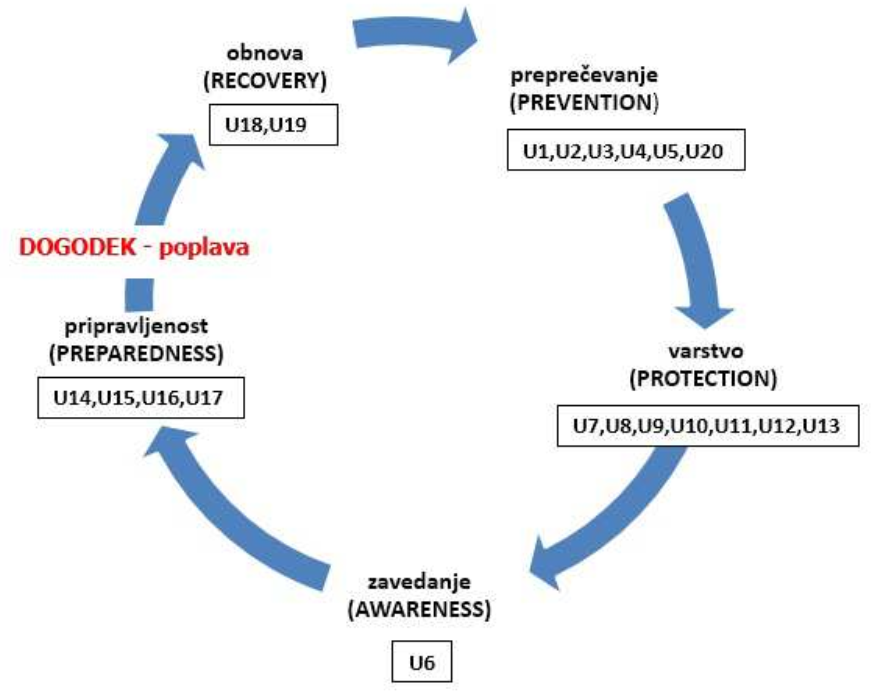 obnova
(RECOVERY)
U18,U19
preprečevanje
(PREVENTION)
U1,U2,U3,U4,U5,U20
DOGODEK - poplava
pripravljenost
(PREPAREDNESS)
U14,U15,U16,U17
varstvo
(PROTECTION)
U7,U8,U9,U10,U11,U12,U13
zavedanje
(AWARENESS)
U6